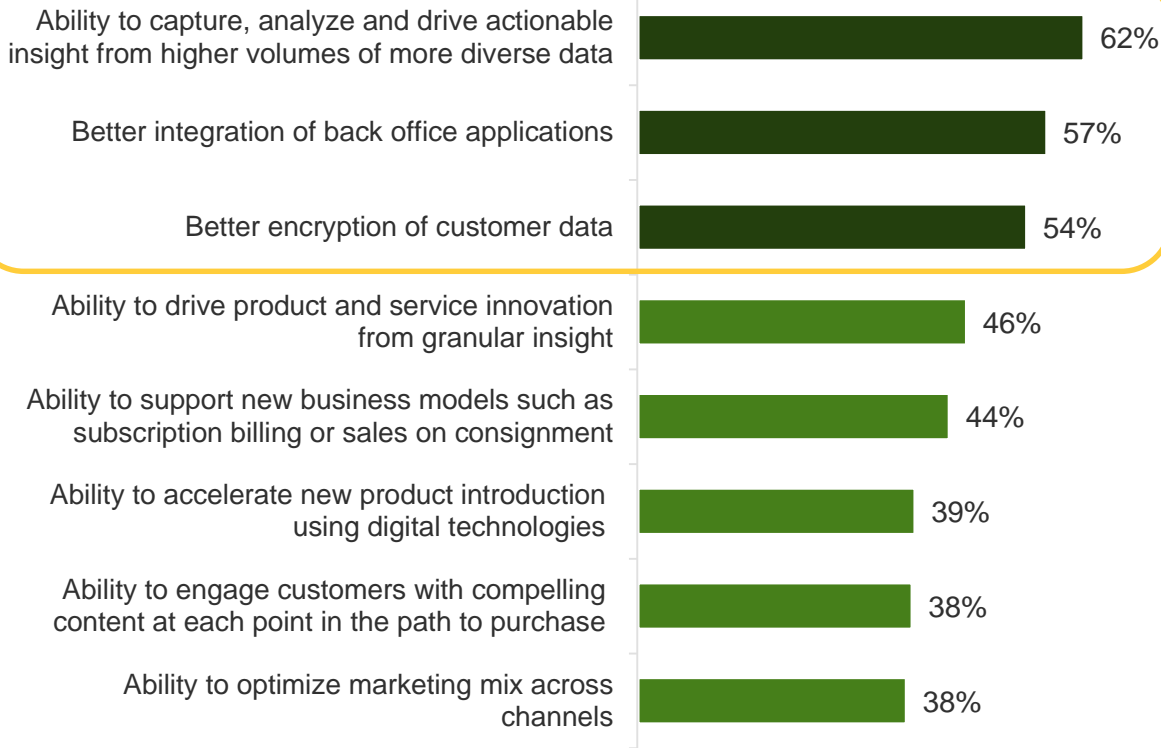 Ability to capture, analyze and drive actionable
insight from higher volumes of more diverse data
62%
Better integration of back office applications
57%
Better encryption of customer data
54%
Ability to drive product and service innovation
from granular insight
46%
Ability to support new business models such as
subscription billing or sales on consignment
44%
Ability to accelerate new product introduction
using digital technologies
39%
Ability to engage customers with compelling
content at each point in the path to purchase
38%
Ability to optimize marketing mix across
channels
38%